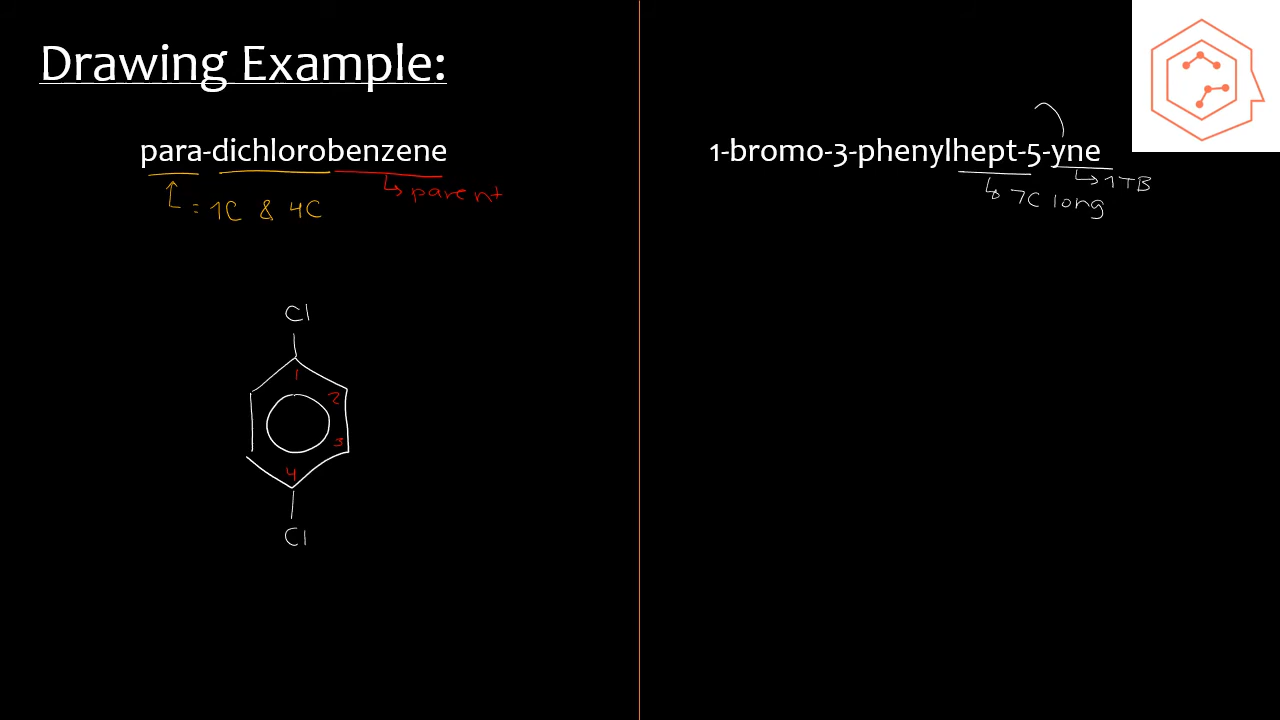 Drawing Example:
para-dichlorobenzene
parent
= 1C & 4C
Cl
1
2
3
4
Cl
1-bromo-3-phenylhept-5-yne
1TB
7C long